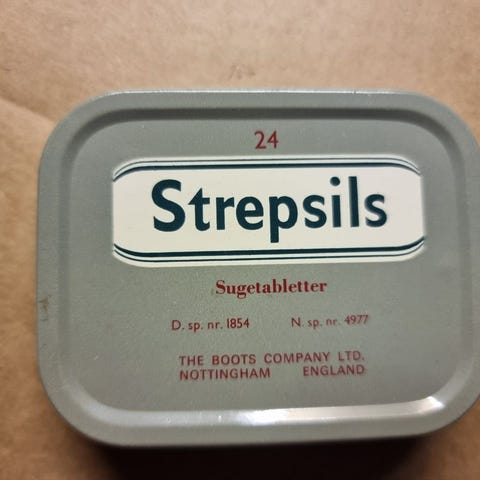 24
Strepsils
Sugetabletter
D. sp. nr. 1854 N. sp. nr. 4977
THE BOOTS COMPANY LTD.
NOTTINGHAM ENGLAND